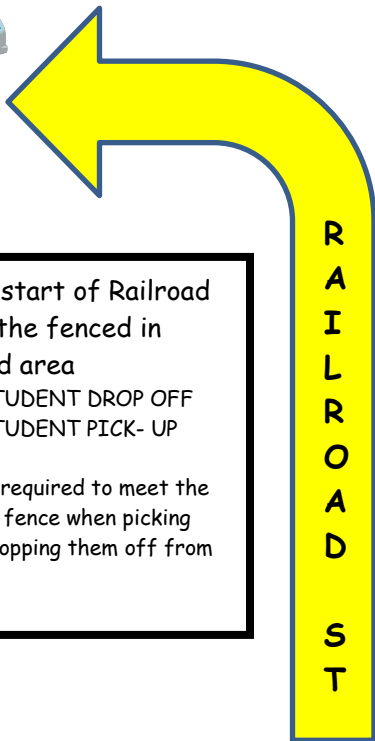 start of Railroad
the fenced in
d area
TUDENT DROP OFF
TUDENT PICK- UP
required to meet the
fence when picking
opping them off from
R
A
I
L
R
O
A
D
S
T